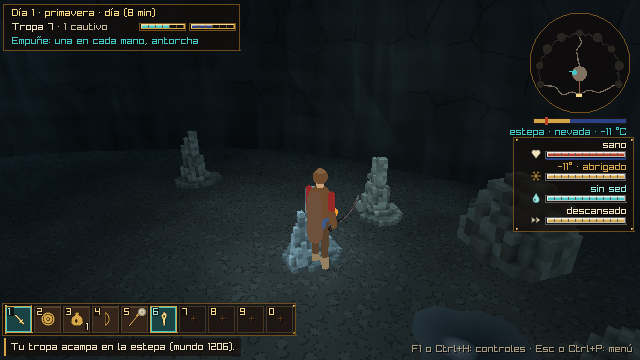 Día 1 · primavera · día (8 min)
Tropa 7 · 1 cautivo
Empuñe: una en cada mano, antorcha
estepa · nevada · -11 °C
sano
-11° · abrigado
sin sed
descansado
1 2 3 4 5 6 7 8 9 0
1
Tu tropa acampa en la estepa (mundo 1206).
F1 o Ctrl+H: controles · Esc o Ctrl+P: menú